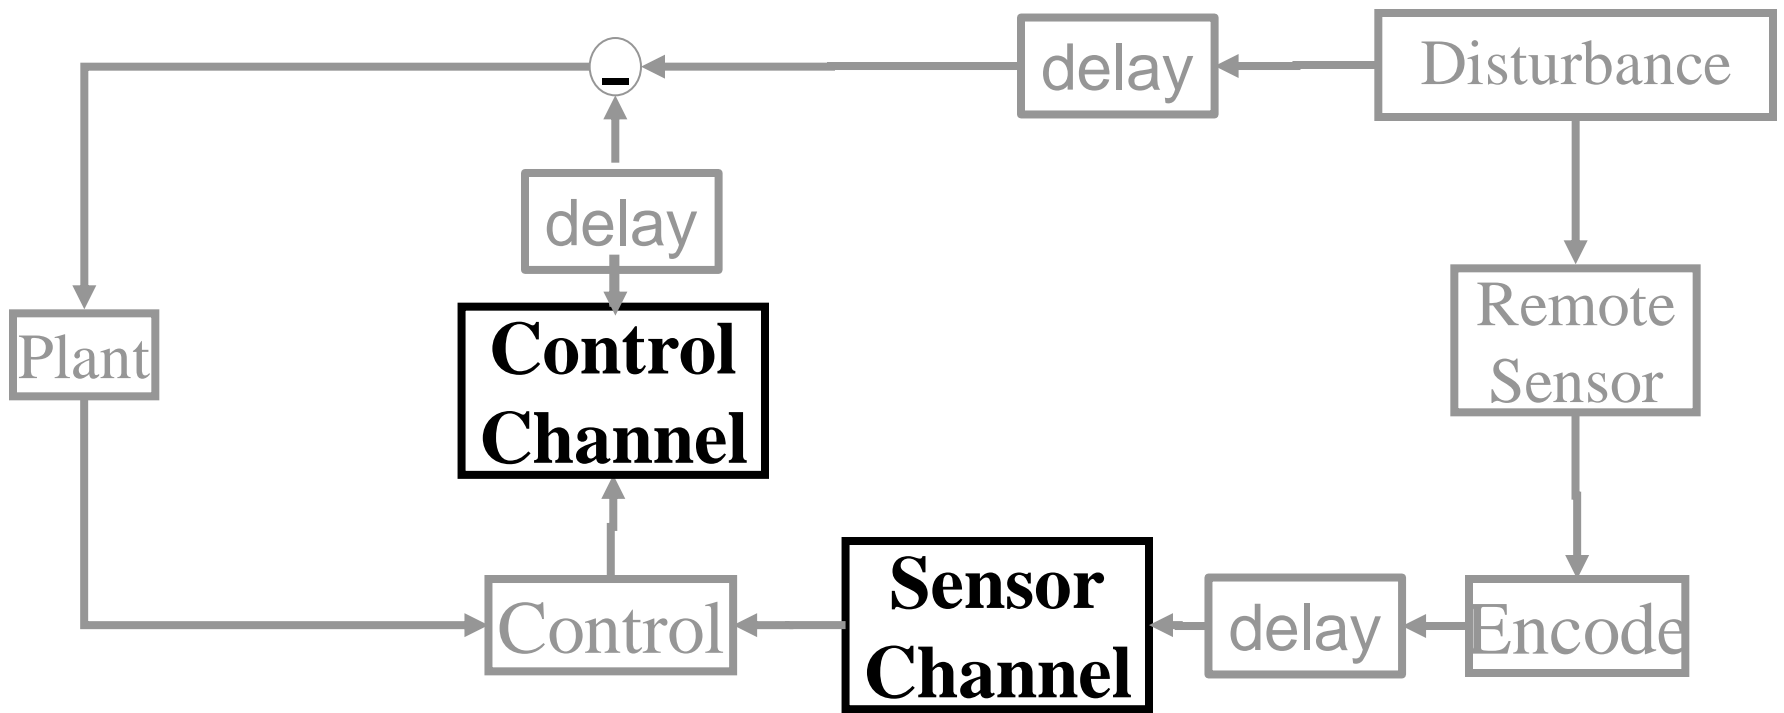 delay
Disturbance
-
delay
Remote
Sensor
Plant
Control
Channel
Sensor
Channel
Control
delay
Encode